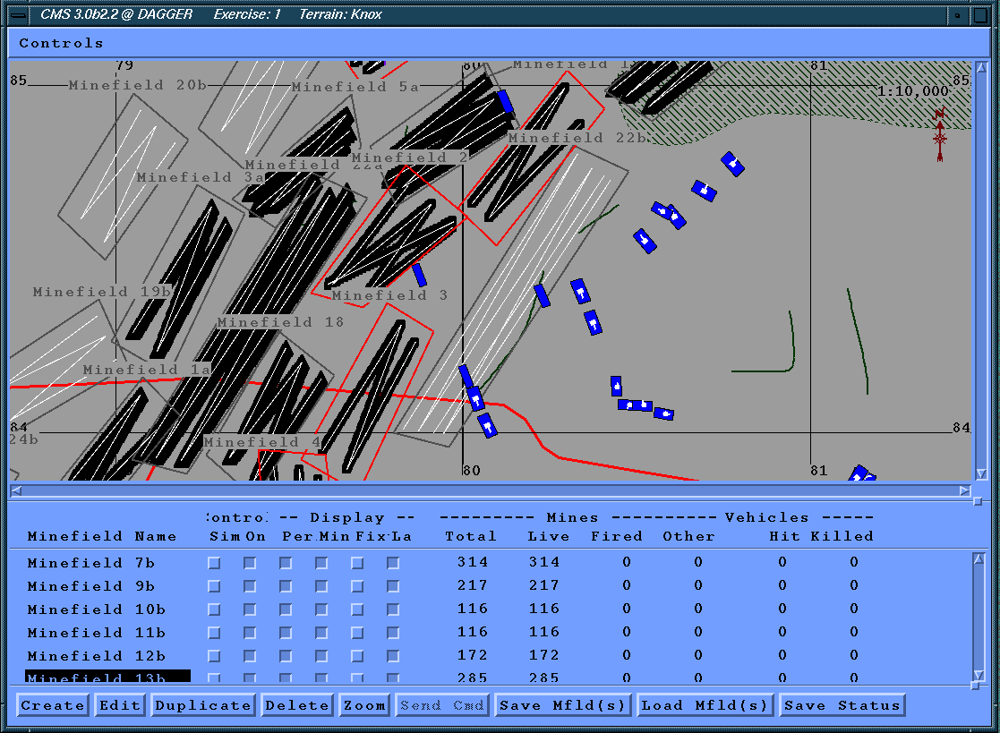 CMS 3.0b2.2 @ DAGGER Exercise: 1 Terrain: Knox
Controls
79 80 81
85 85
Minefield 20b
Minefield 5a
1:10,000
N
Minefield 22b
Minefield 2
Minefield 22a
Minefield 3a
Minefield 19b
Minefield 3
Minefield 18
Minefield 1a
84 84
24b
Minefield 4
80 81
-- Display -- --------- Mines ---------- Vehicles -----
Minefield Name Sim On Per Min Fix La Total Live Fired Other Hit Killed
Minefield 7b 314 314 0 0 0 0
Minefield 9b 217 217 0 0 0 0
Minefield 10b 116 116 0 0 0 0
Minefield 11b 116 116 0 0 0 0
Minefield 12b 172 172 0 0 0 0
Minefield 13b 285 285 0 0 0 0
Create Edit Duplicate Delete Zoom Send Cmd Save Mfld(s) Load Mfld(s) Save Status